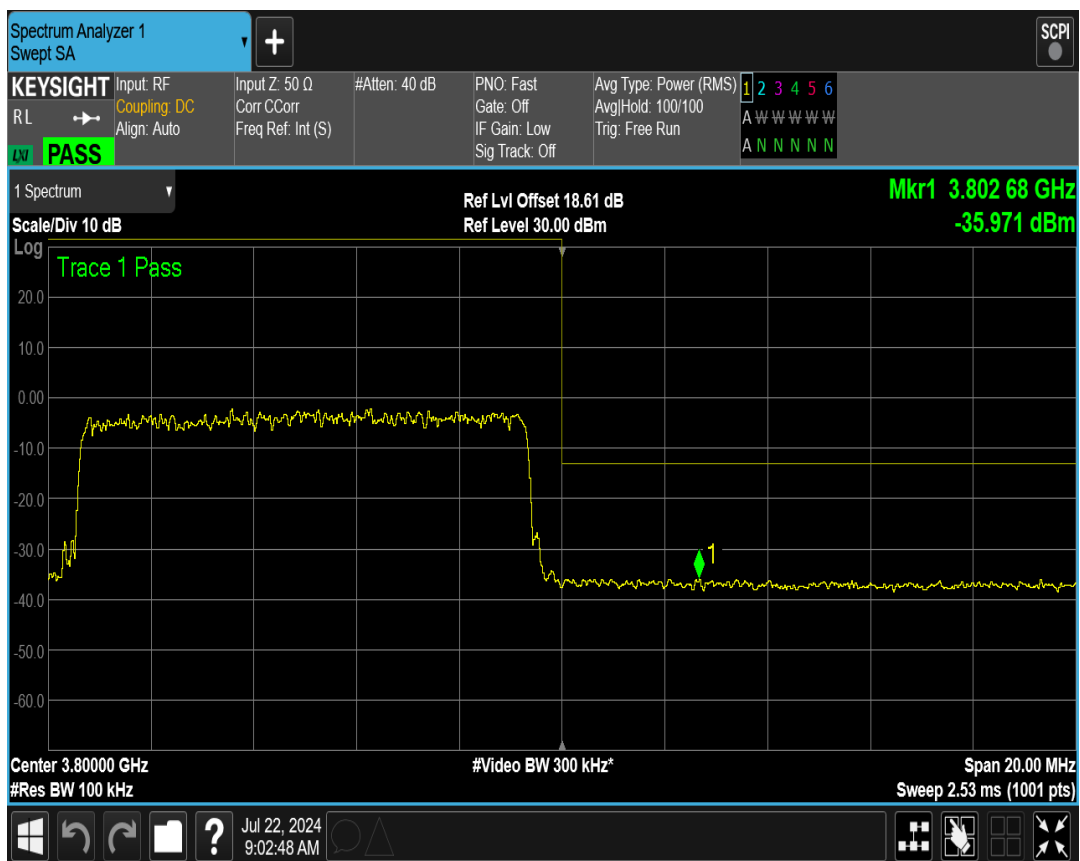 Spectrum Analyzer 1
Swept SA
+
SCPI
KEYSIGHT
RL
LXI PASS
Input: RF
Coupling: DC
Align: Auto
Input Z: 50 Ω
Corr CCorr
Freq Ref: Int (S)
#Atten: 40 dB
PNO: Fast
Gate: Off
IF Gain: Low
Sig Track: Off
Avg Type: Power (RMS)
Avg|Hold: 100/100
Trig: Free Run
1 2 3 4 5 6
A W W W W W
A N N N N N
1 Spectrum
Scale/Div 10 dB
Ref Lvl Offset 18.61 dB
Ref Level 30.00 dBm
Mkr1 3.802 68 GHz
-35.971 dBm
Log
Trace 1 Pass
20.0
10.0
0.00
-10.0
-20.0
-30.0
-40.0
-50.0
-60.0
1
Center 3.80000 GHz
#Res BW 100 kHz
#Video BW 300 kHz*
Span 20.00 MHz
Sweep 2.53 ms (1001 pts)
?
Jul 22, 2024
9:02:48 AM